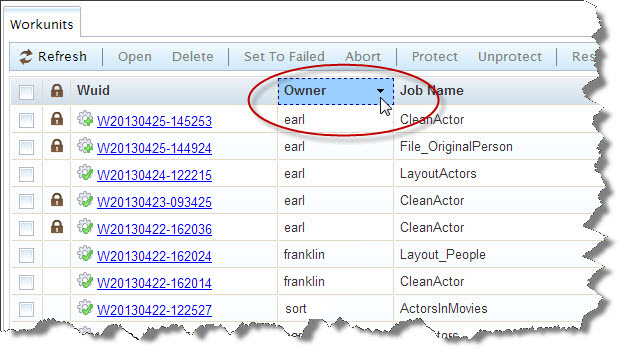 Workunits
Refresh Open Delete Set To Failed Abort Protect Unprotect
Wuid Owner Job Name
W20130425-145253 earl CleanActor
W20130425-144924 earl File_OriginalPerson
W20130424-122215 earl LayoutActors
W20130423-093425 earl CleanActor
W20130422-162036 earl CleanActor
W20130422-162024 franklin Layout_People
W20130422-162014 franklin CleanActor
W20130422-122527 sort ActorsInMovies